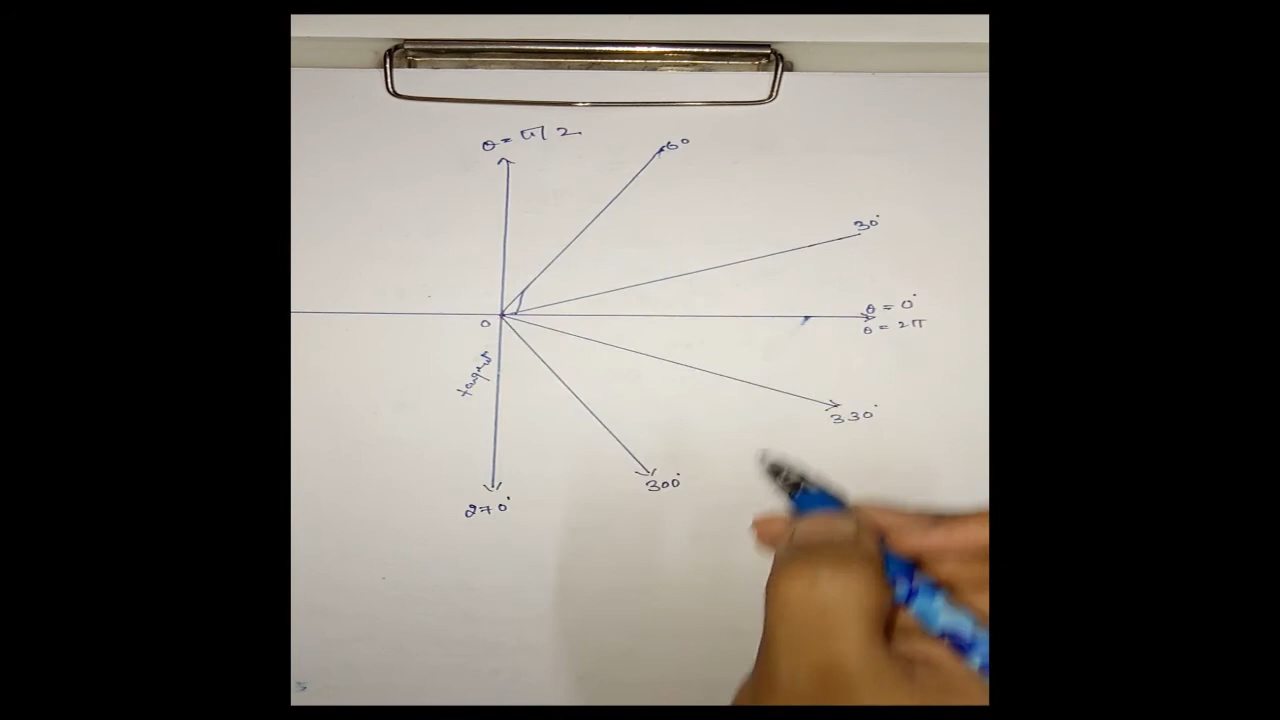 θ = π/2
60
30°
θ = 0°
θ = 2π
0
tangent
330°
300°
270°